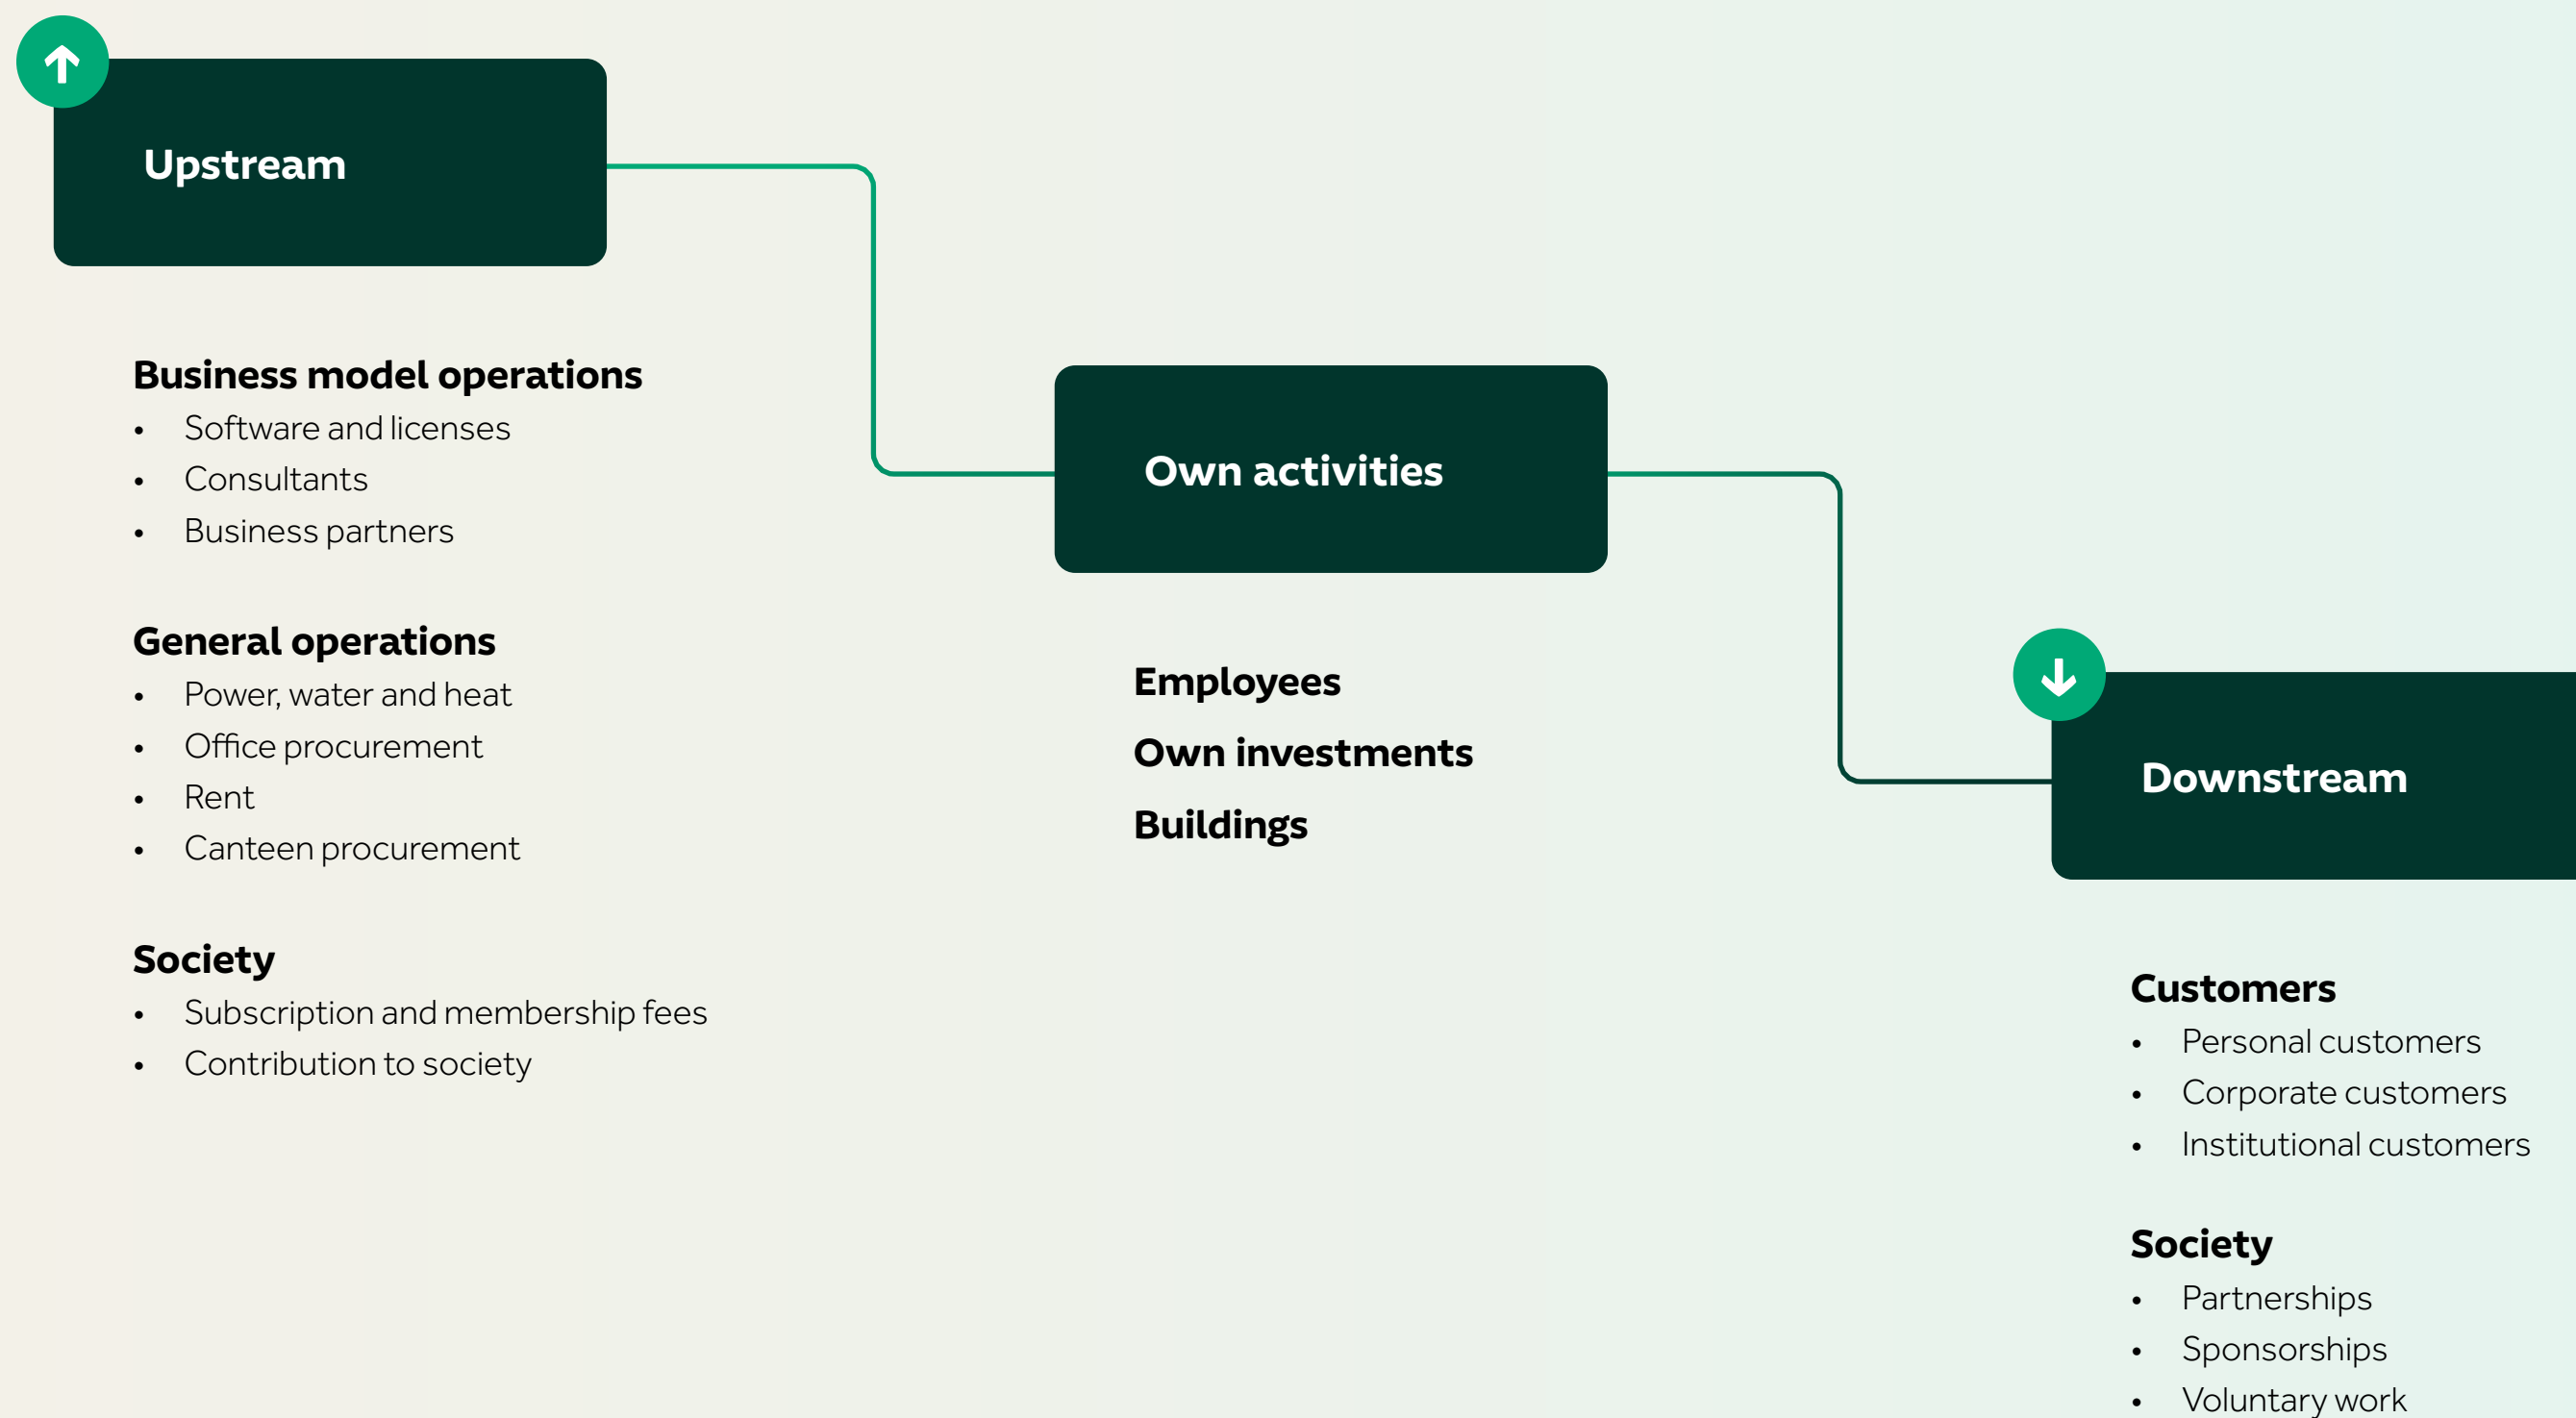 Upstream
Business model operations
• Software and licenses
• Consultants
• Business partners
General operations
• Power, water and heat
• Office procurement
• Rent
• Canteen procurement
Society
• Subscription and membership fees
• Contribution to society
Own activities
Employees
Own investments
Buildings
Downstream
Customers
• Personal customers
• Corporate customers
• Institutional customers
Society
• Partnerships
• Sponsorships
• Voluntary work